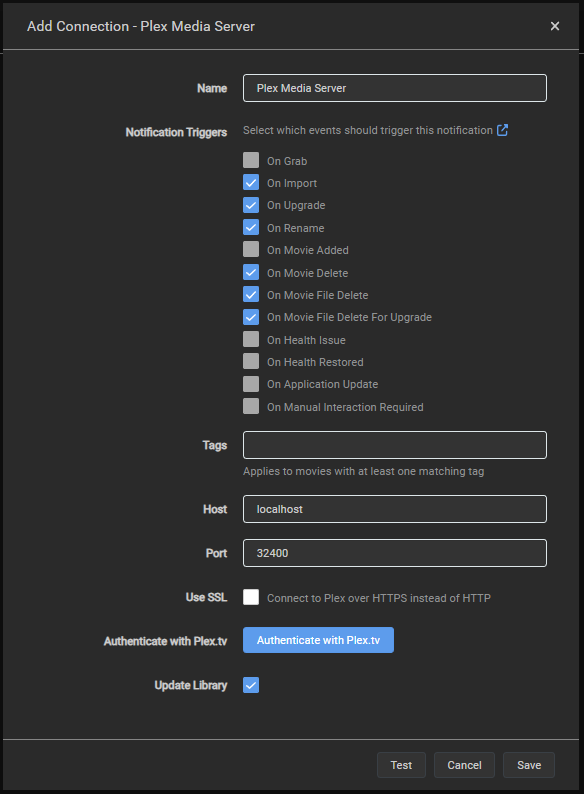 Add Connection - Plex Media Server
Name
Plex Media Server
Notification Triggers
Select which events should trigger this notification
On Grab
On Import
On Upgrade
On Rename
On Movie Added
On Movie Delete
On Movie File Delete
On Movie File Delete For Upgrade
On Health Issue
On Health Restored
On Application Update
On Manual Interaction Required
Tags
Applies to movies with at least one matching tag
Host
localhost
Port
32400
Use SSL
Connect to Plex over HTTPS instead of HTTP
Authenticate with Plex.tv
Authenticate with Plex.tv
Update Library
Test
Cancel
Save